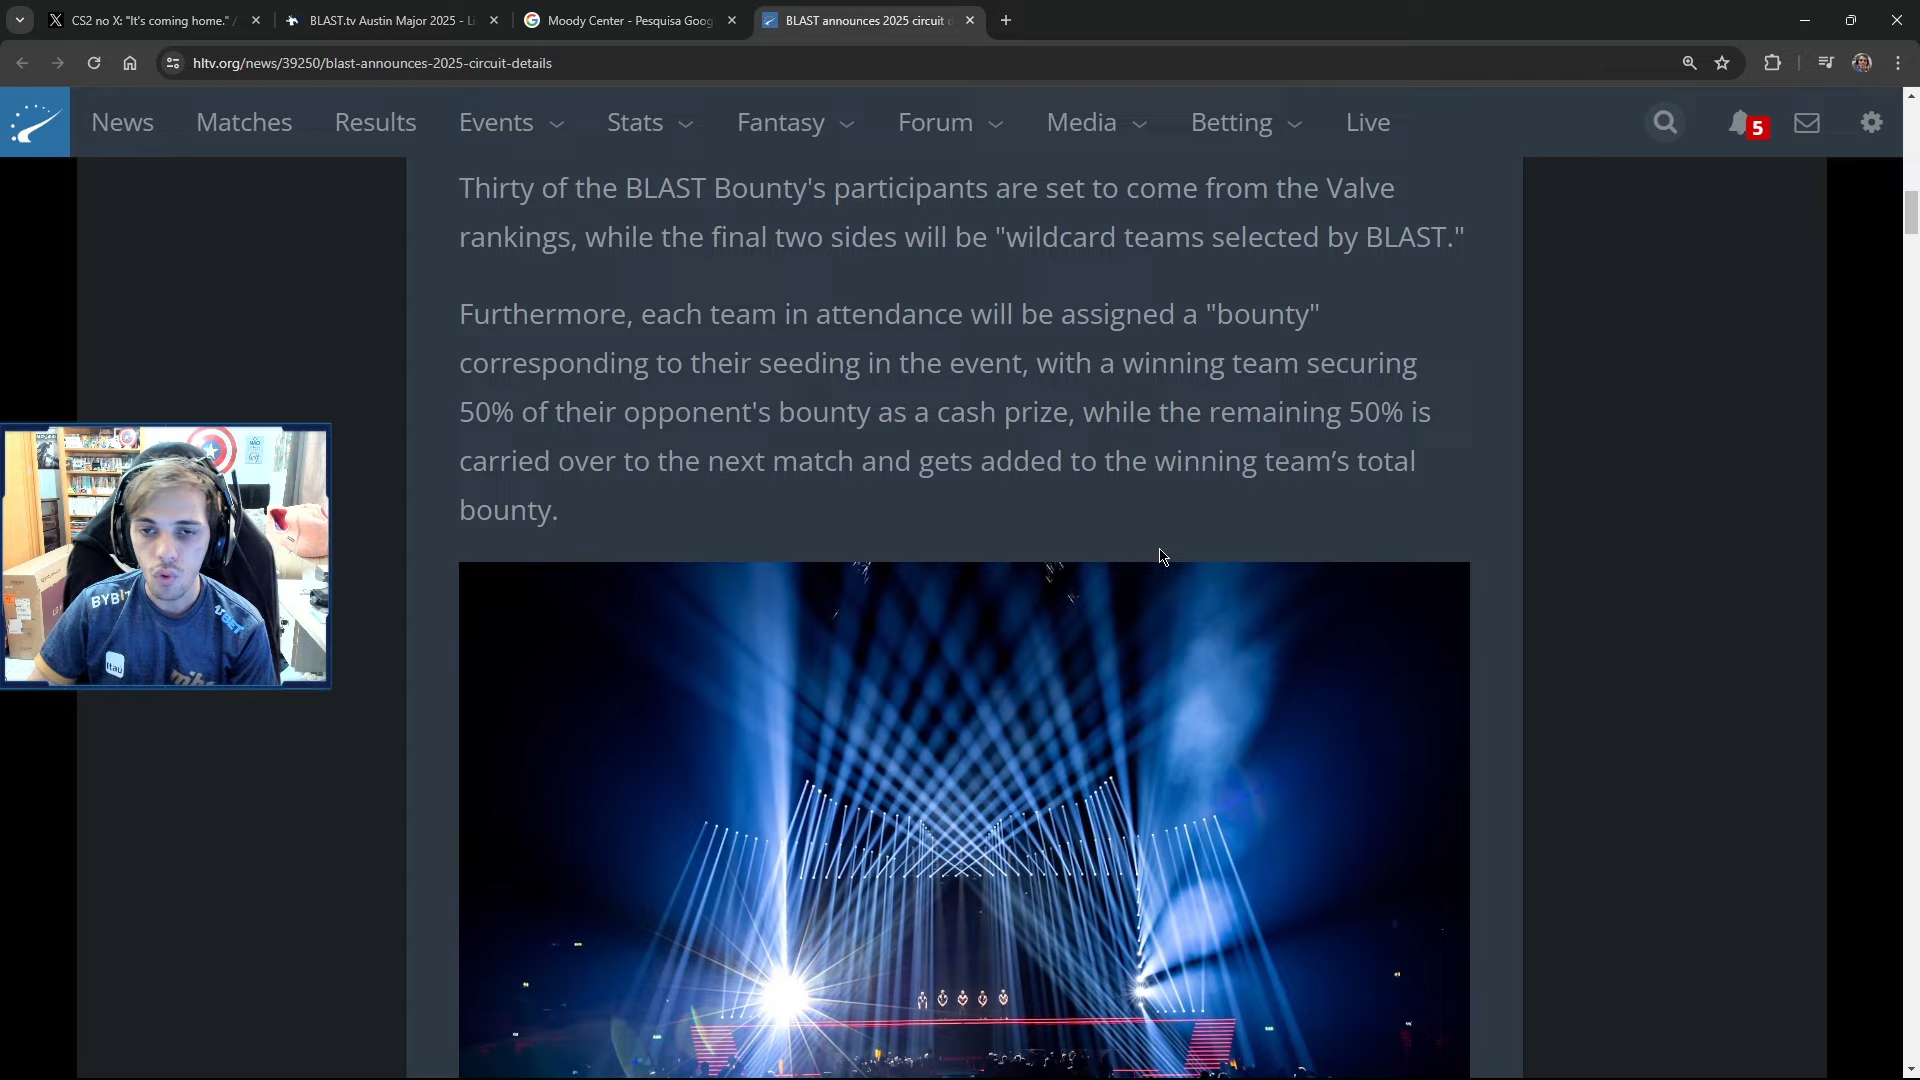 CS2 no X: "It's coming home." /
BLAST.tv Austin Major 2025 - Li
Moody Center - Pesquisa Goog
BLAST announces 2025 circuit d
hltv.org/news/39250/blast-announces-2025-circuit-details
News Matches Results Events Stats Fantasy Forum Media Betting Live
5
Thirty of the BLAST Bounty's participants are set to come from the Valve
rankings, while the final two sides will be "wildcard teams selected by BLAST."
Furthermore, each team in attendance will be assigned a "bounty"
corresponding to their seeding in the event, with a winning team securing
50% of their opponent's bounty as a cash prize, while the remaining 50% is
carried over to the next match and gets added to the winning team’s total
bounty.
BYBIT
1XBET
itaú